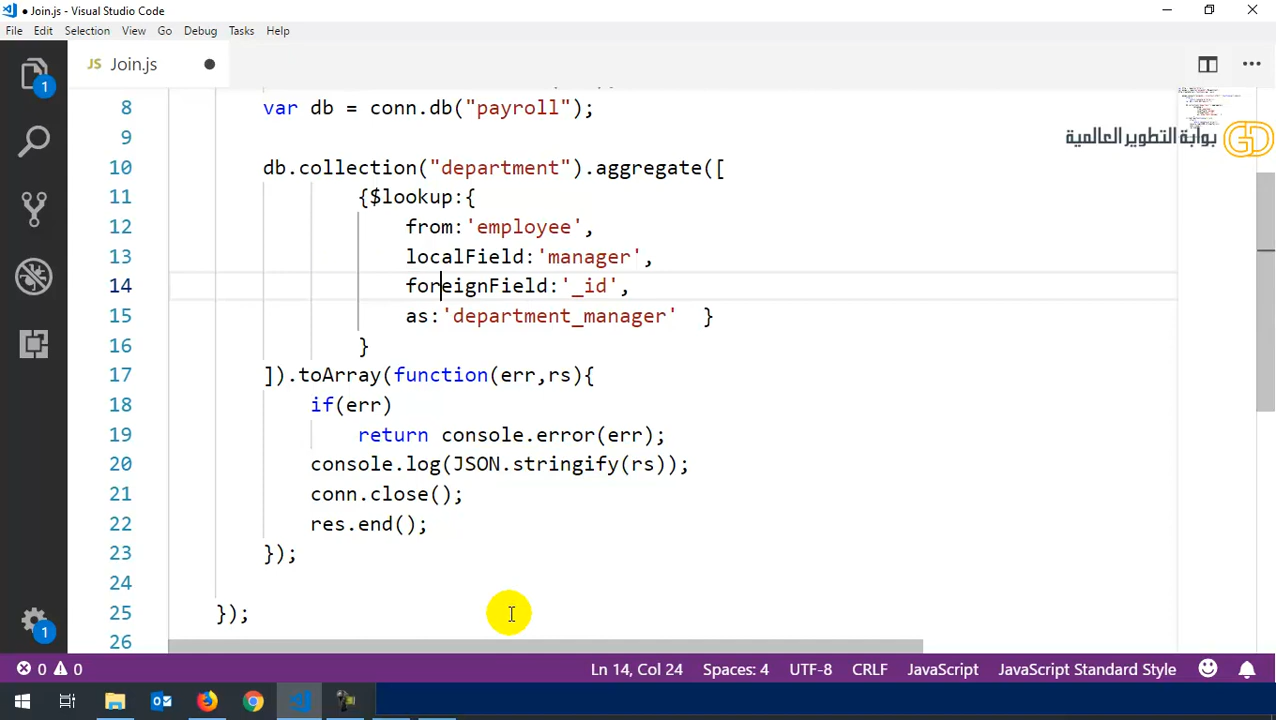 ● Join.js - Visual Studio Code
File Edit Selection View Go Debug Tasks Help
JS Join.js ●
بوابة التطوير العالمية GD
8 var db = conn.db("payroll");
9
10 db.collection("department").aggregate([
11 {$lookup:{
12 from:'employee',
13 localField:'manager',
14 foreignField:'_id',
15 as:'department_manager'  }
16 }
17 ]).toArray(function(err,rs){
18 if(err)
19 return console.error(err);
20 console.log(JSON.stringify(rs));
21 conn.close();
22 res.end();
23 });
24
25 });
26
1
1
0 0 Ln 14, Col 24 Spaces: 4 UTF-8 CRLF JavaScript JavaScript Standard Style